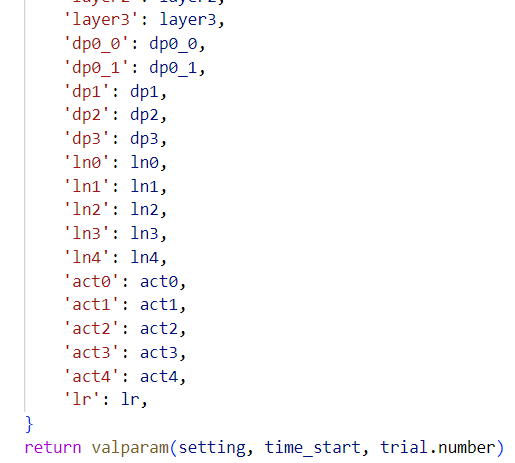 'layer2': layer2,
'layer3': layer3,
'dp0_0': dp0_0,
'dp0_1': dp0_1,
'dp1': dp1,
'dp2': dp2,
'dp3': dp3,
'ln0': ln0,
'ln1': ln1,
'ln2': ln2,
'ln3': ln3,
'ln4': ln4,
'act0': act0,
'act1': act1,
'act2': act2,
'act3': act3,
'act4': act4,
'lr': lr,
}
return valparam(setting, time_start, trial.number)